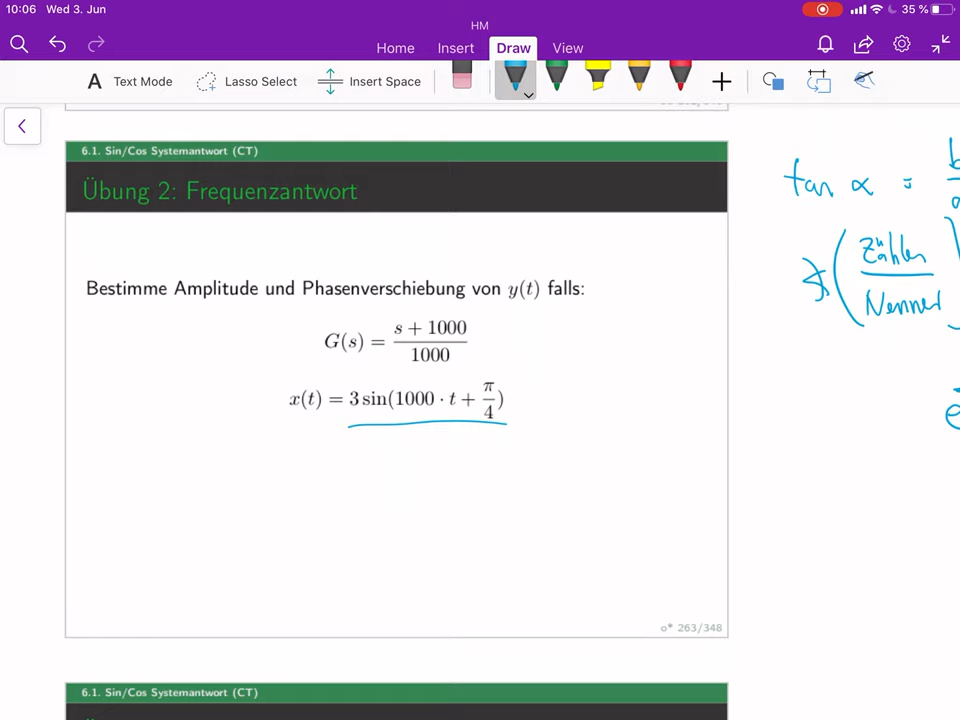 10:06 Wed 3. Jun
35 %
HM
Home Insert Draw View
A Text Mode Lasso Select Insert Space
6.1. Sin/Cos Systemantwort (CT)
Übung 2: Frequenzantwort
Bestimme Amplitude und Phasenverschiebung von y(t) falls:
G(s) = (s + 1000)/1000
x(t) = 3 sin(1000 · t + π/4)
o* 263/348
tan α =
Zähler
Nenner
6.1. Sin/Cos Systemantwort (CT)